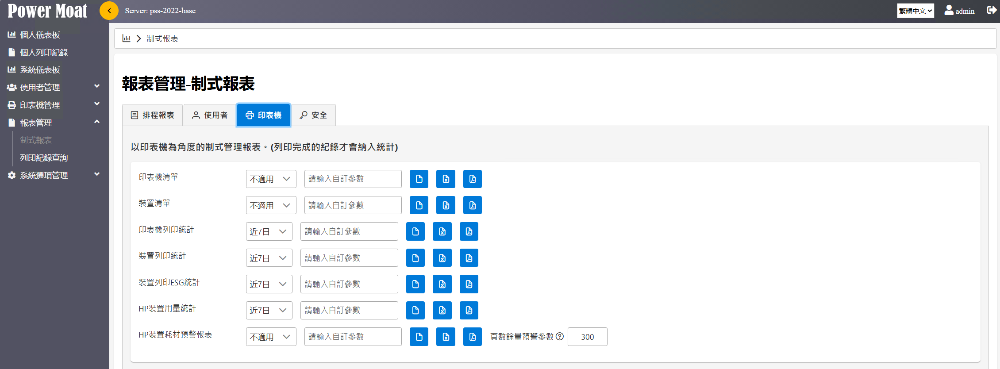 Power Moat
Server: pss-2022-base
繁體中文
admin
個人儀表板
個人列印紀錄
系統儀表板
使用者管理
印表機管理
報表管理
制式報表
列印紀錄查詢
系統選項管理
制式報表
報表管理-制式報表
排程報表
使用者
印表機
安全
以印表機為角度的制式管理報表。(列印完成的紀錄才會納入統計)
印表機清單 不適用 請輸入自訂參數
裝置清單 不適用 請輸入自訂參數
印表機列印統計 近7日 請輸入自訂參數
裝置列印統計 近7日 請輸入自訂參數
裝置列印ESG統計 近7日 請輸入自訂參數
HP裝置用量統計 近7日 請輸入自訂參數
HP裝置耗材預警報表 不適用 請輸入自訂參數 頁數餘量預警參數 300